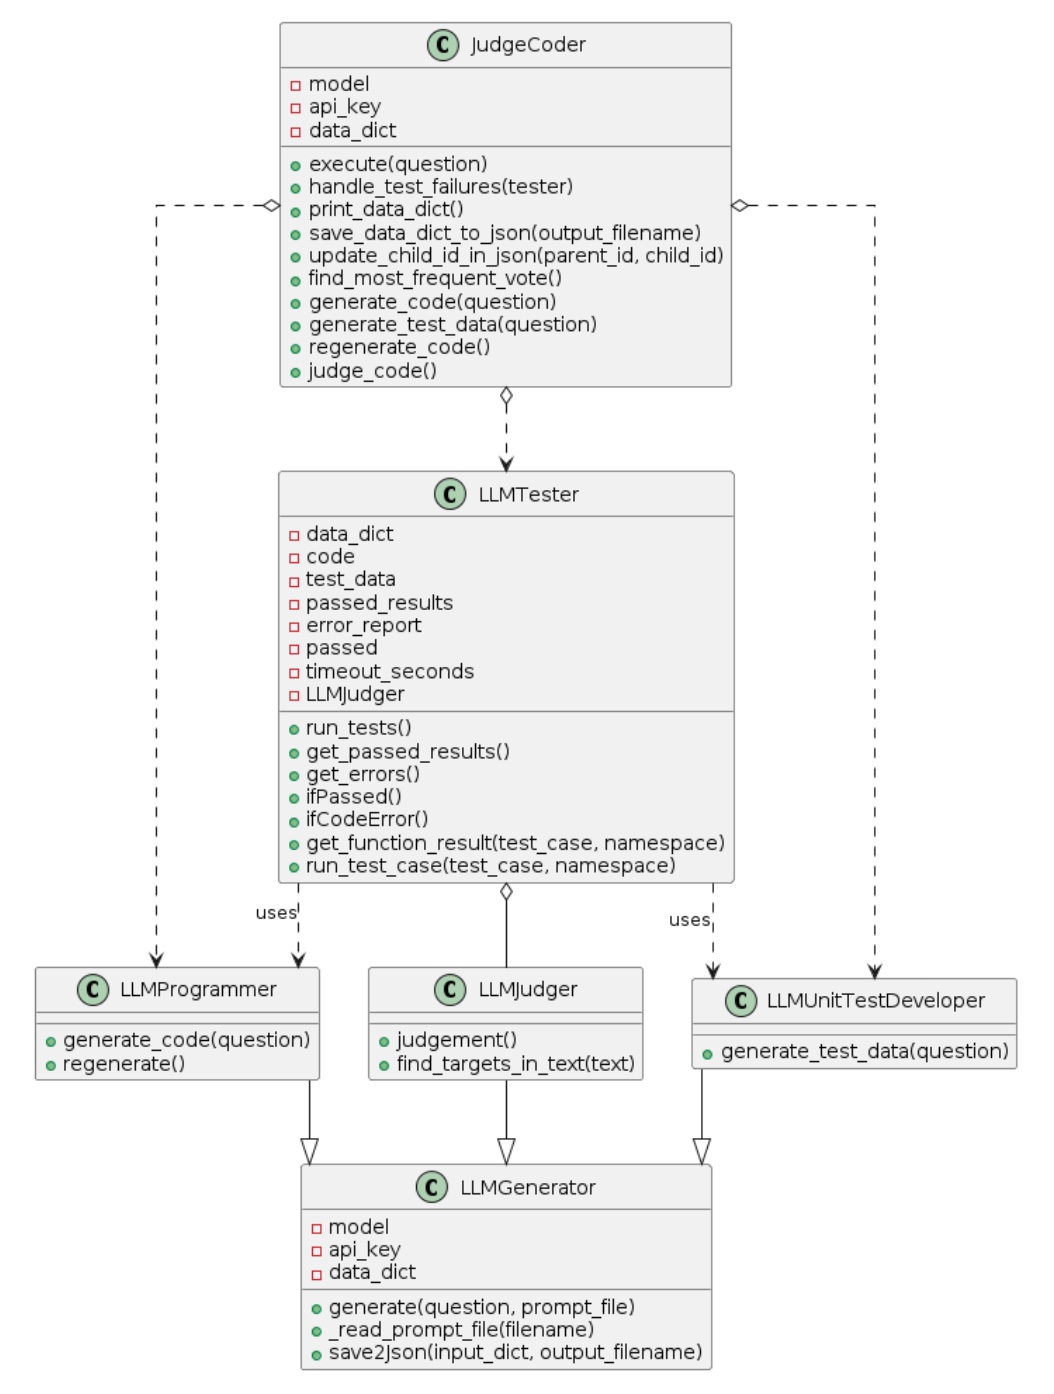 C JudgeCoder
model
api_key
data_dict
execute(question)
handle_test_failures(tester)
print_data_dict()
save_data_dict_to_json(output_filename)
update_child_id_in_json(parent_id, child_id)
find_most_frequent_vote()
generate_code(question)
generate_test_data(question)
regenerate_code()
judge_code()
C LLMTester
data_dict
code
test_data
passed_results
error_report
passed
timeout_seconds
LLMJudger
run_tests()
get_passed_results()
get_errors()
ifPassed()
ifCodeError()
get_function_result(test_case, namespace)
run_test_case(test_case, namespace)
uses
uses
C LLMProgrammer
generate_code(question)
regenerate()
C LLMJudger
judgement()
find_targets_in_text(text)
C LLMUnitTestDeveloper
generate_test_data(question)
C LLMGenerator
model
api_key
data_dict
generate(question, prompt_file)
_read_prompt_file(filename)
save2Json(input_dict, output_filename)